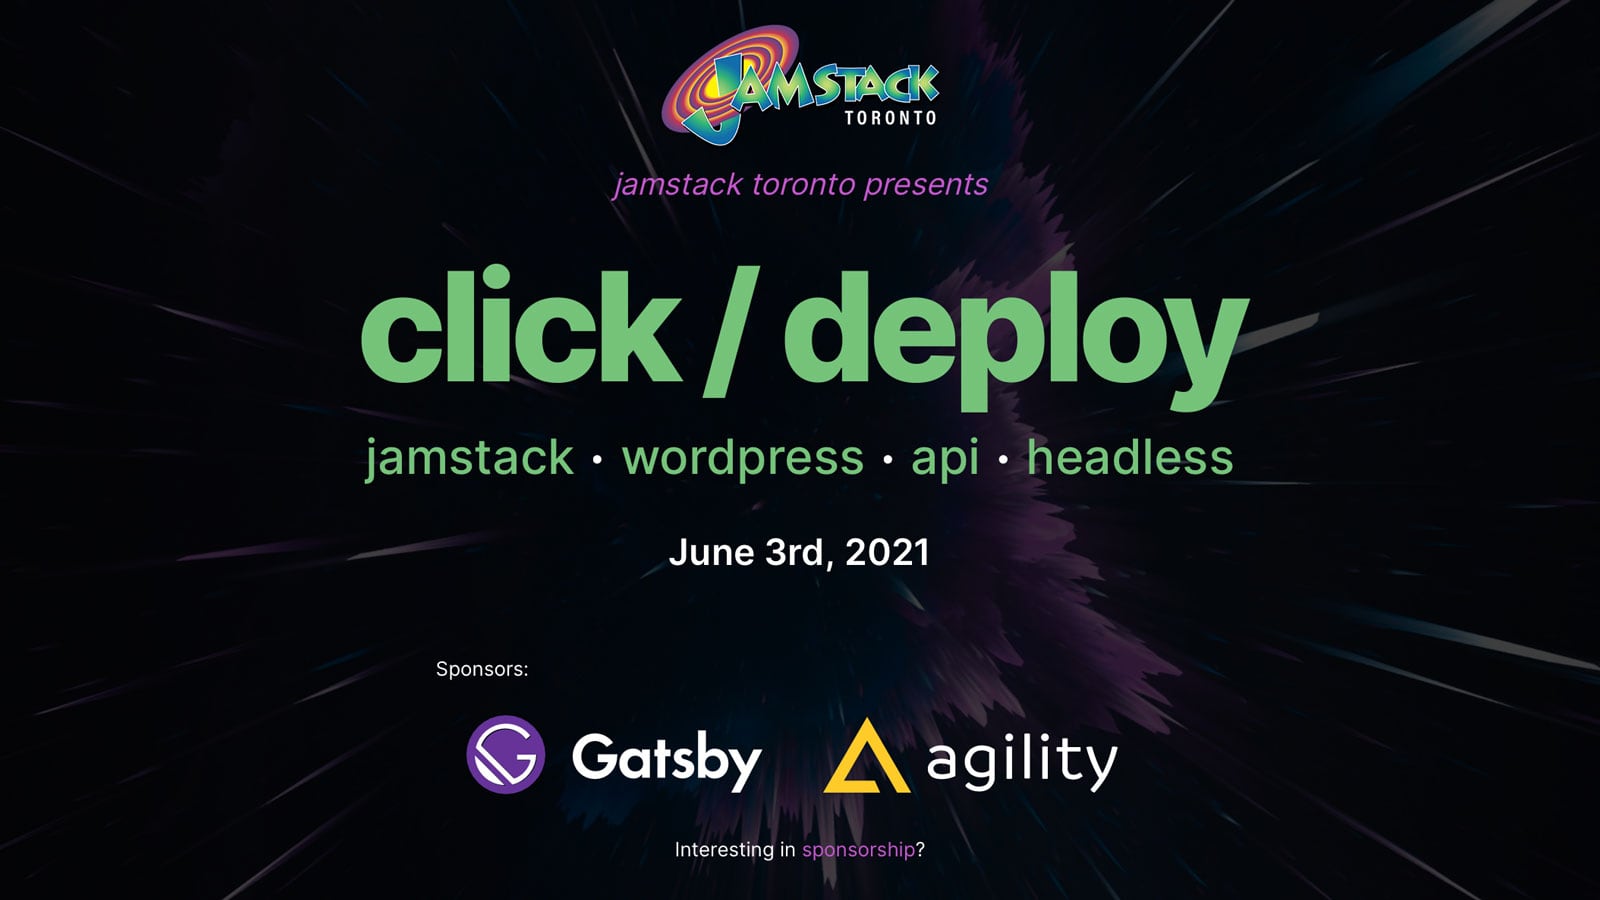 JAMSTACK
TORONTO
jamstack toronto presents
click / deploy
jamstack • wordpress • api • headless
June 3rd, 2021
Sponsors:
Gatsby agility
Interesting in sponsorship?